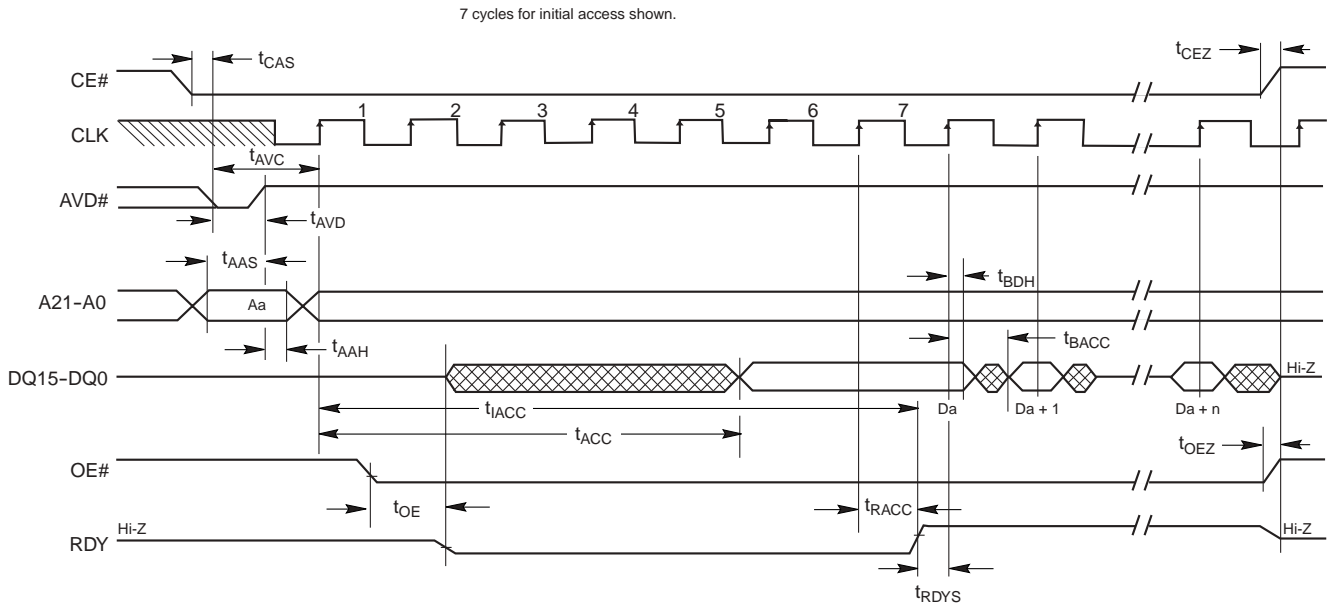 7 cycles for initial access shown.
tCAS
tCEZ
CE#
1 2 3 4 5 6 7
CLK
tAVC
AVD#
tAVD
tAAS
tBDH
A21-A0
Aa
tBACC
tAAH
DQ15-DQ0
Hi-Z
Da
Da + 1
Da + n
tIACC
tACC
tOEZ
OE#
tOE
tRACC
Hi-Z
Hi-Z
RDY
tRDYS